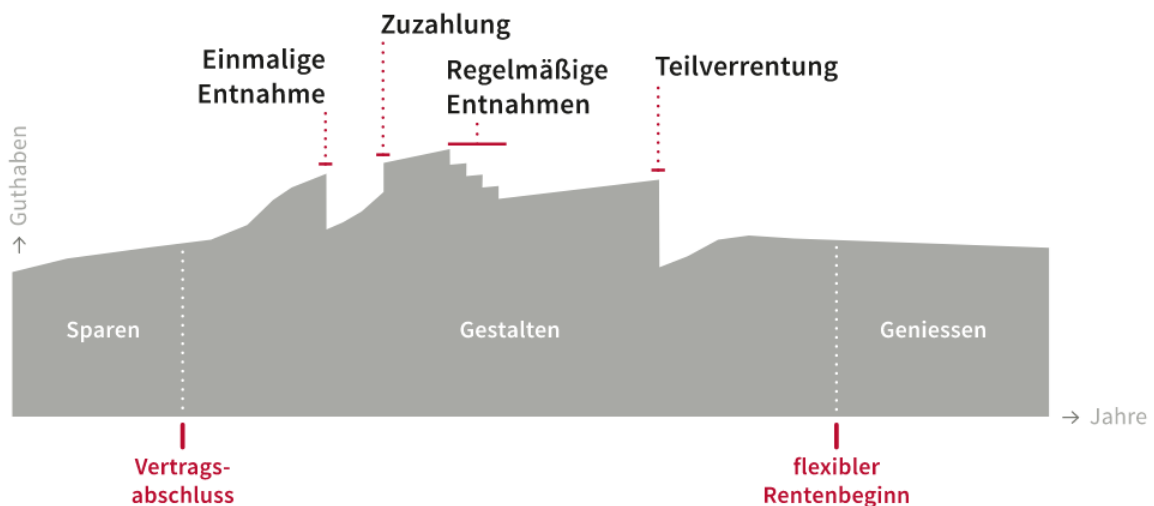 Zuzahlung
Einmalige
Entnahme
Regelmäßige
Entnahmen
Teilverrentung
→ Guthaben
Sparen
Gestalten
Geniessen
→ Jahre
Vertrags-
abschluss
flexibler
Rentenbeginn